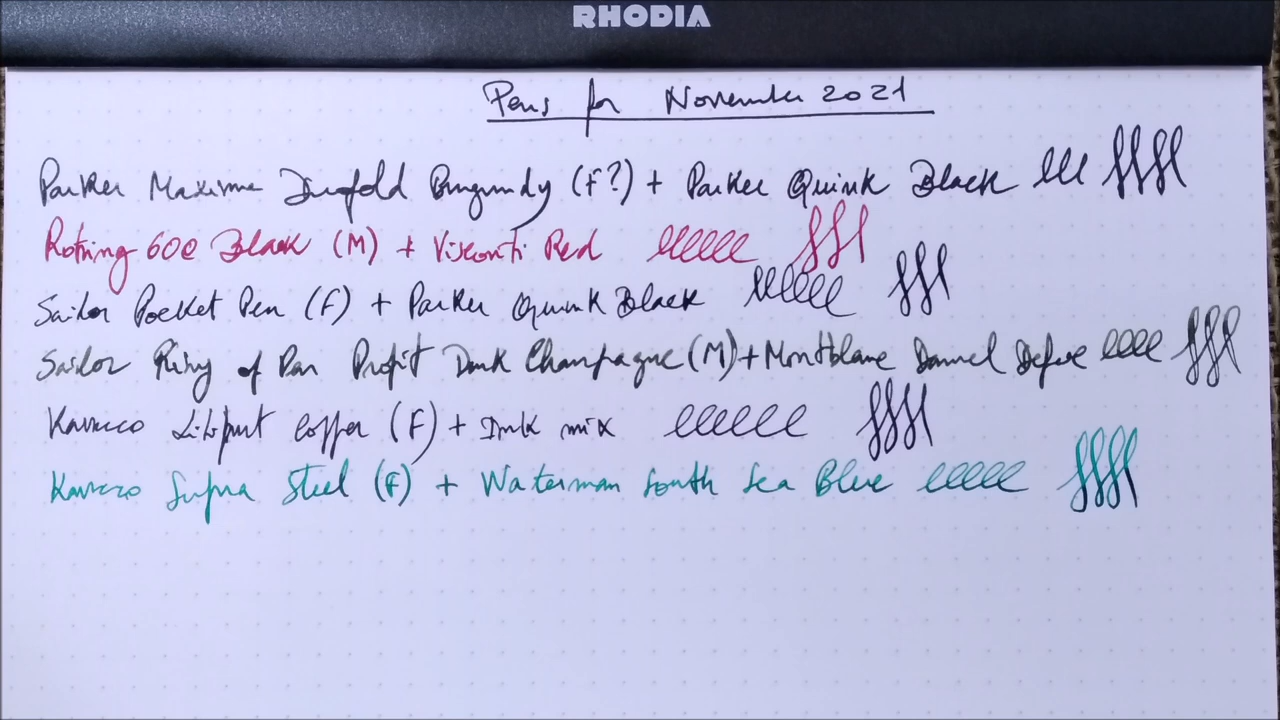 RHODIA
Pens for November 2021
Parker Maxima Duofold Burgundy (F?) + Parker Quink Black
Rotring 600 Black (M) + Visconti Red
Sailor Pocket Pen (F) + Parker Quink Black
Sailor King of Pen Profit Dark Champagne (M) + Montblanc Daniel Defoe
Kaweco Liliput Copper (F) + Ink mix
Kaweco Supra Steel (F) + Waterman South Sea Blue